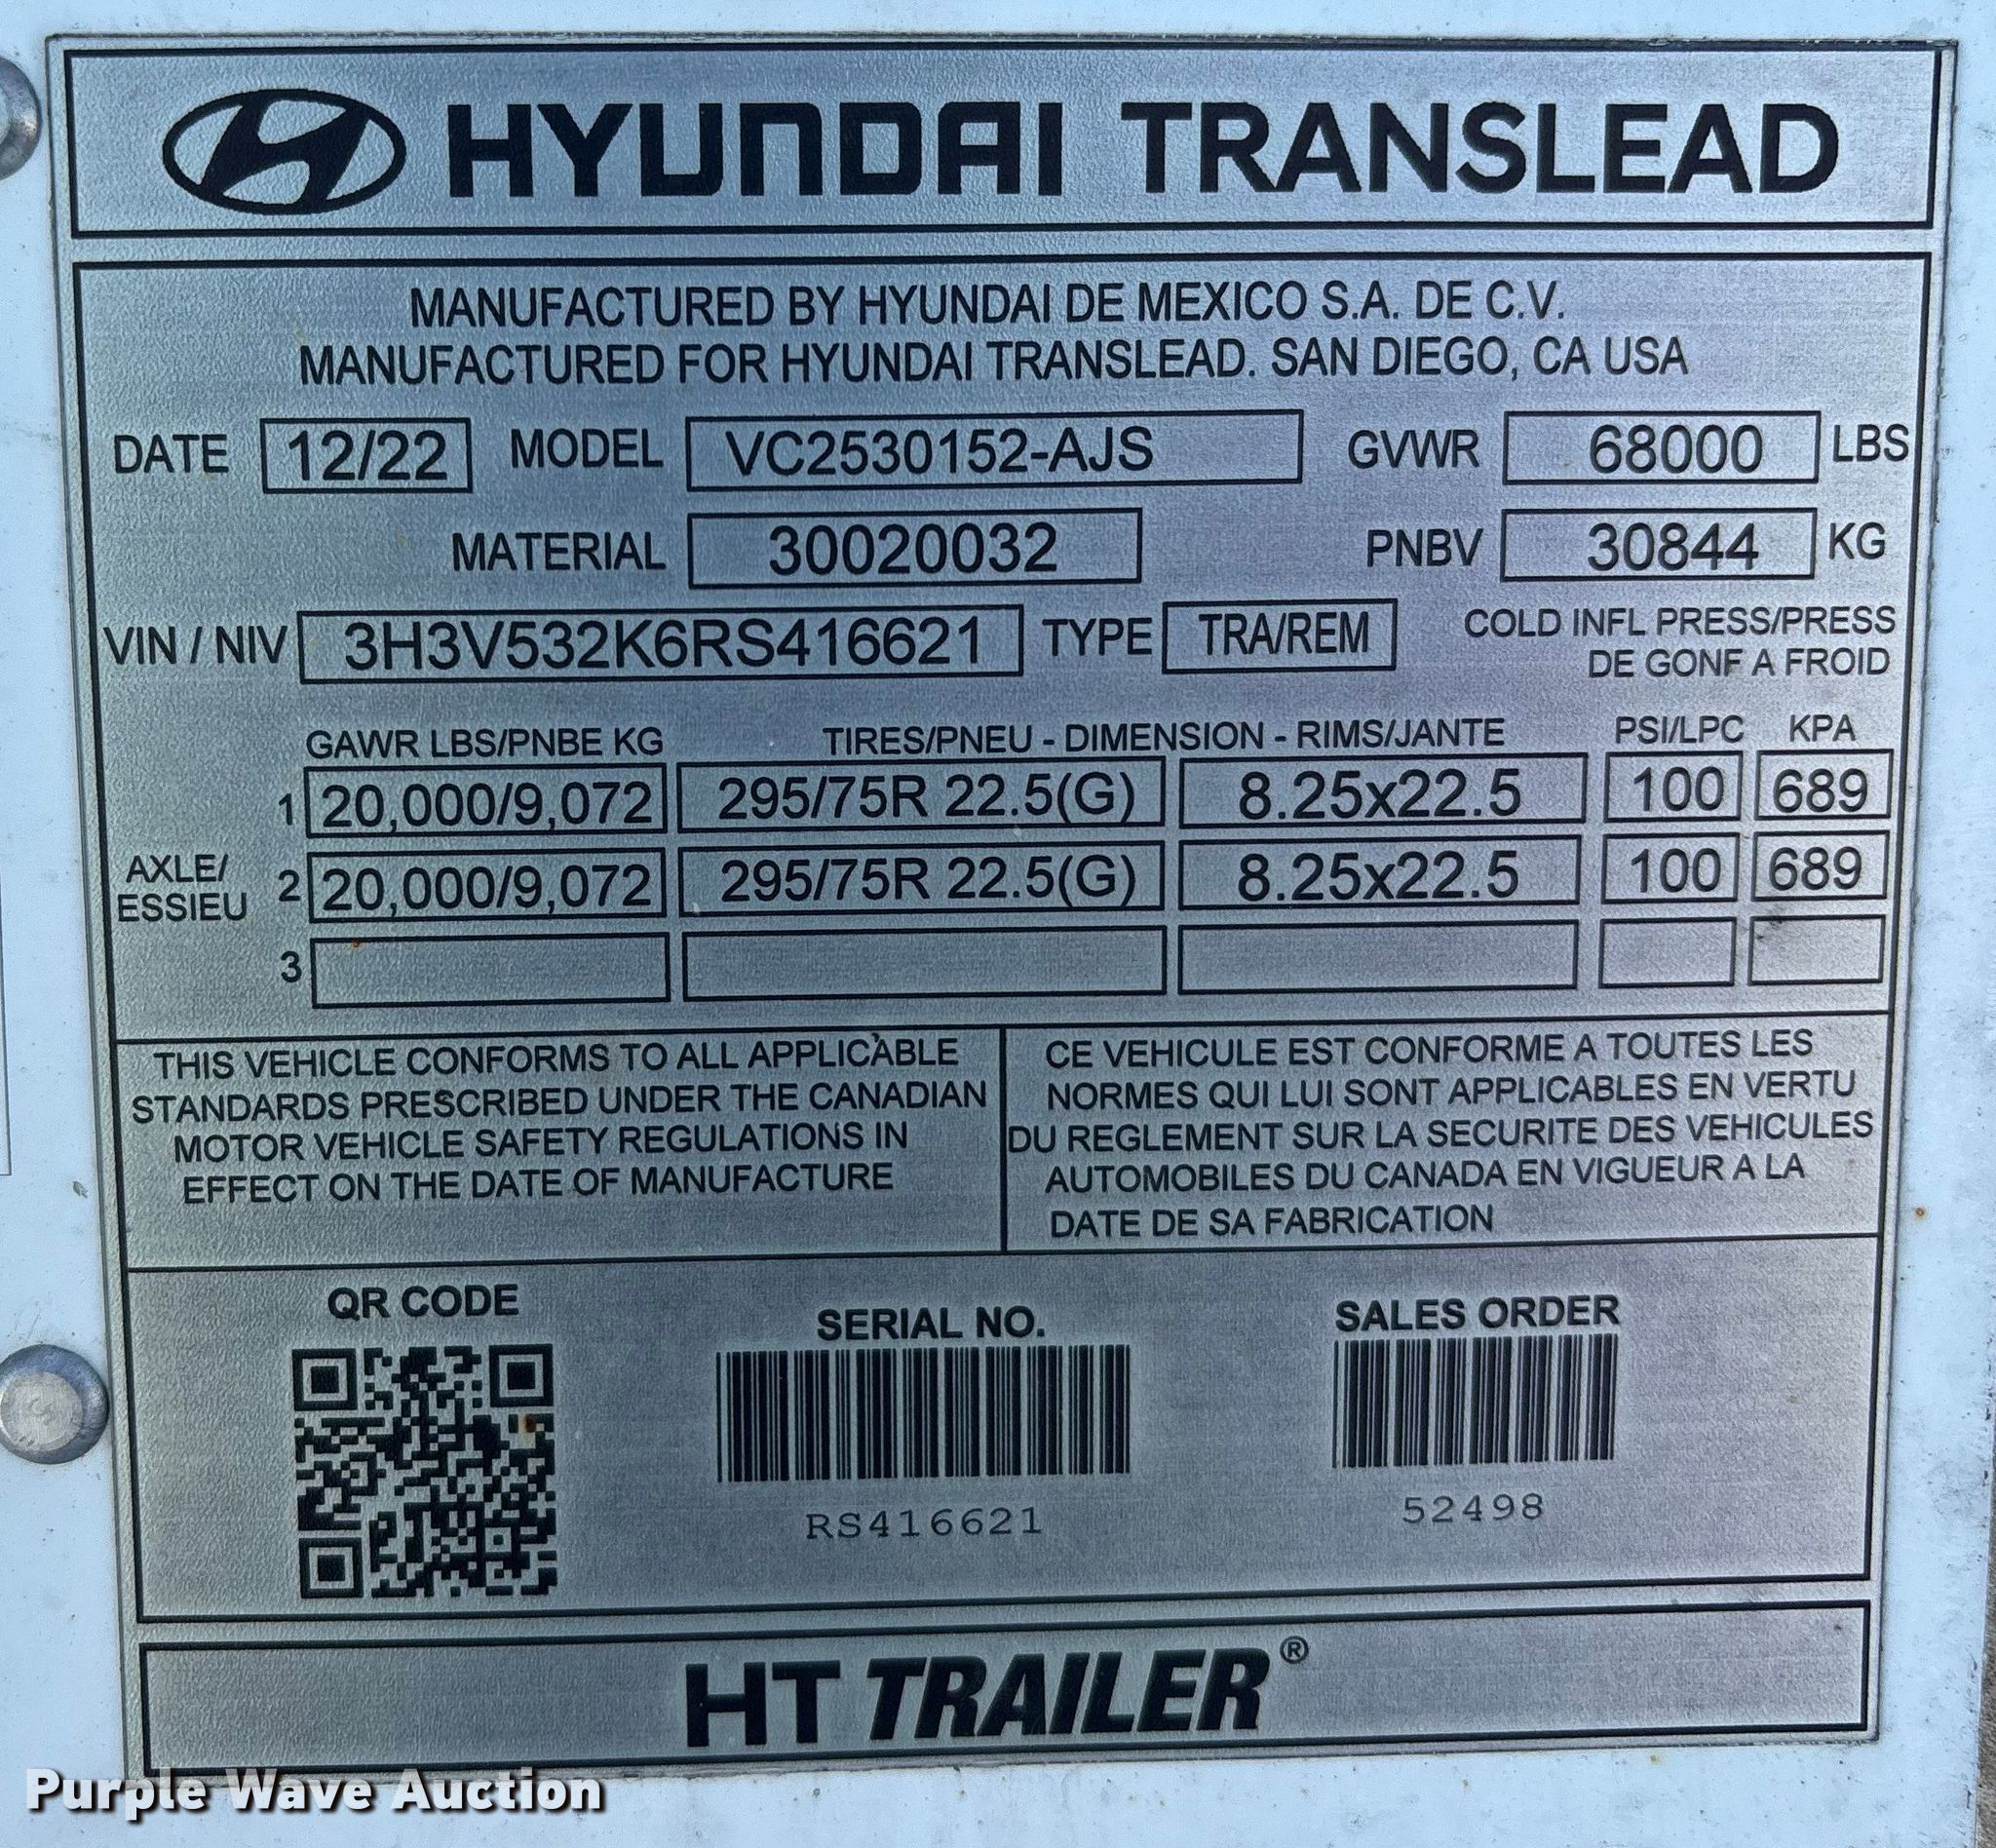 HYUNDAI TRANSLEAD
MANUFACTURED BY HYUNDAI DE MEXICO S.A. DE C.V.
MANUFACTURED FOR HYUNDAI TRANSLEAD. SAN DIEGO, CA USA
DATE 12/22 MODEL VC2530152-AJS GVWR 68000 LBS
MATERIAL 30020032 PNBV 30844 KG
VIN / NIV 3H3V532K6RS416621 TYPE TRA/REM COLD INFL PRESS/PRESS
DE GONF A FROID
GAWR LBS/PNBE KG TIRES/PNEU - DIMENSION - RIMS/JANTE PSI/LPC KPA
1 20,000/9,072 295/75R 22.5(G) 8.25x22.5 100 689
AXLE/
ESSIEU
2 20,000/9,072 295/75R 22.5(G) 8.25x22.5 100 689
3
THIS VEHICLE CONFORMS TO ALL APPLICABLE
STANDARDS PRESCRIBED UNDER THE CANADIAN
MOTOR VEHICLE SAFETY REGULATIONS IN
EFFECT ON THE DATE OF MANUFACTURE
CE VEHICULE EST CONFORME A TOUTES LES
NORMES QUI LUI SONT APPLICABLES EN VERTU
DU REGLEMENT SUR LA SECURITE DES VEHICULES
AUTOMOBILES DU CANADA EN VIGUEUR A LA
DATE DE SA FABRICATION
QR CODE
SERIAL NO.
RS416621
SALES ORDER
52498
HT TRAILER®
Purple Wave Auction